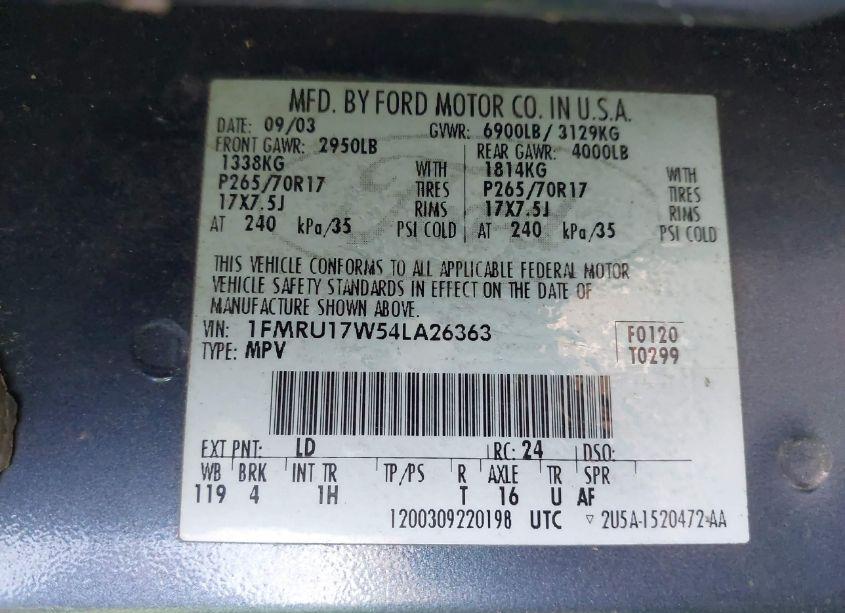 MFD. BY FORD MOTOR CO. IN U.S.A.
DATE: 09/03 GVWR: 6900LB/ 3129KG
FRONT GAWR: 2950LB REAR GAWR: 4000LB
1338KG WITH 1814KG WITH
P265/70R17 TIRES P265/70R17 TIRES
17X7.5J RIMS 17X7.5J RIMS
AT 240 kPa/35 PSI COLD AT 240 kPa/35 PSI COLD
THIS VEHICLE CONFORMS TO ALL APPLICABLE FEDERAL MOTOR
VEHICLE SAFETY STANDARDS IN EFFECT ON THE DATE OF
MANUFACTURE SHOWN ABOVE.
VIN: 1FMRU17W54LA26363 F0120
TYPE: MPV T0299
EXT PNT: LD RC: 24 DSO:
WB BRK INT TR TP/PS R AXLE TR SPR
119 4 1H T 16 U AF
1200309220198 UTC ▽ 2U5A-1520472-AA